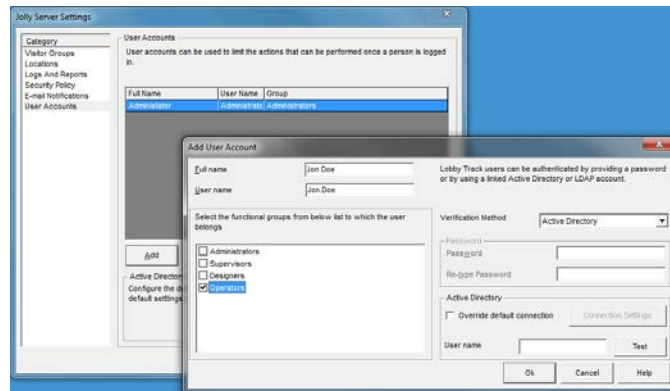 Jolly Server Settings
Category
Visitor Groups
Locations
Logs And Reports
Security Policy
E-mail Notifications
User Accounts
User Accounts
User accounts can be used to limit the actions that can be performed once a person is logged
in.
Full Name User Name Group
Administrator Administrato Administrators
Add
Active Director
Configure the d
default settings
Add User Account
Full name Jon Doe
User name Jon.Doe
Select the functional groups from below list to which the user
belongs
Administrators
Supervisors
Designers
Operators
Lobby Track users can be authenticated by providing a password
or by using a linked Active Directory or LDAP account.
Verification Method Active Directory
Password
Password
Re-type Password
Active Directory
Override default connection Connection Settings
User name Test
Ok Cancel Help